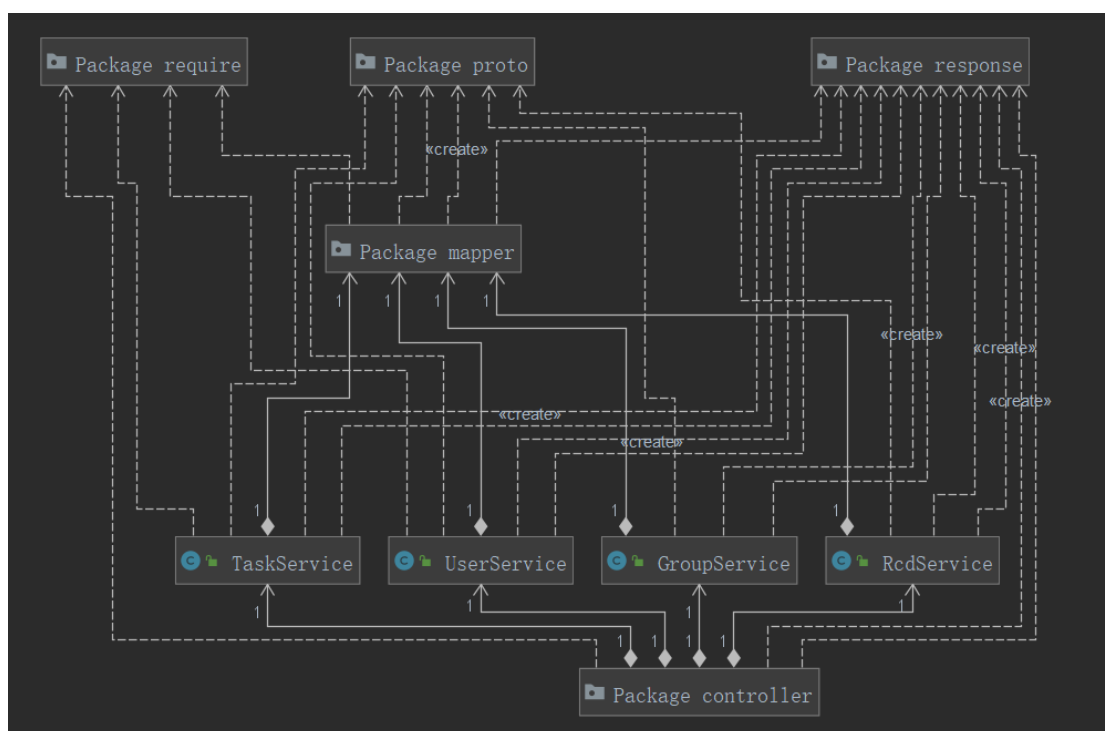 Package require
Package proto
Package response
«create»
Package mapper
1
1
1
1
«create»
«create»
«create»
«create»
«create»
1
1
1
1
TaskService
UserService
GroupService
RcdService
1
1
1
1
1
1
1
1
Package controller